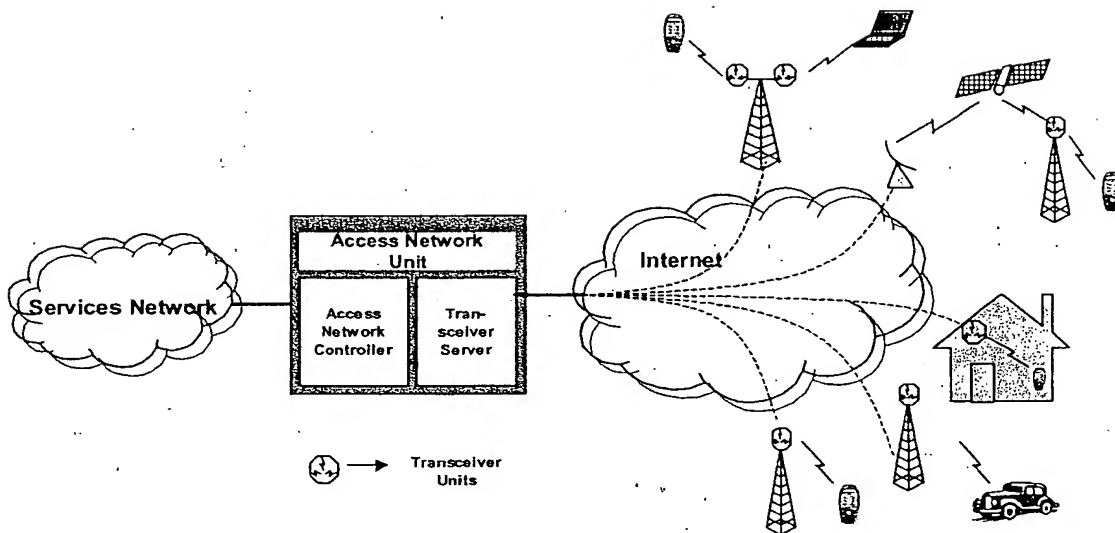 Services Network
Access Network
Unit
Access
Network
Controller
Tran-
sceiver
Server
Internet
Transceiver
Units